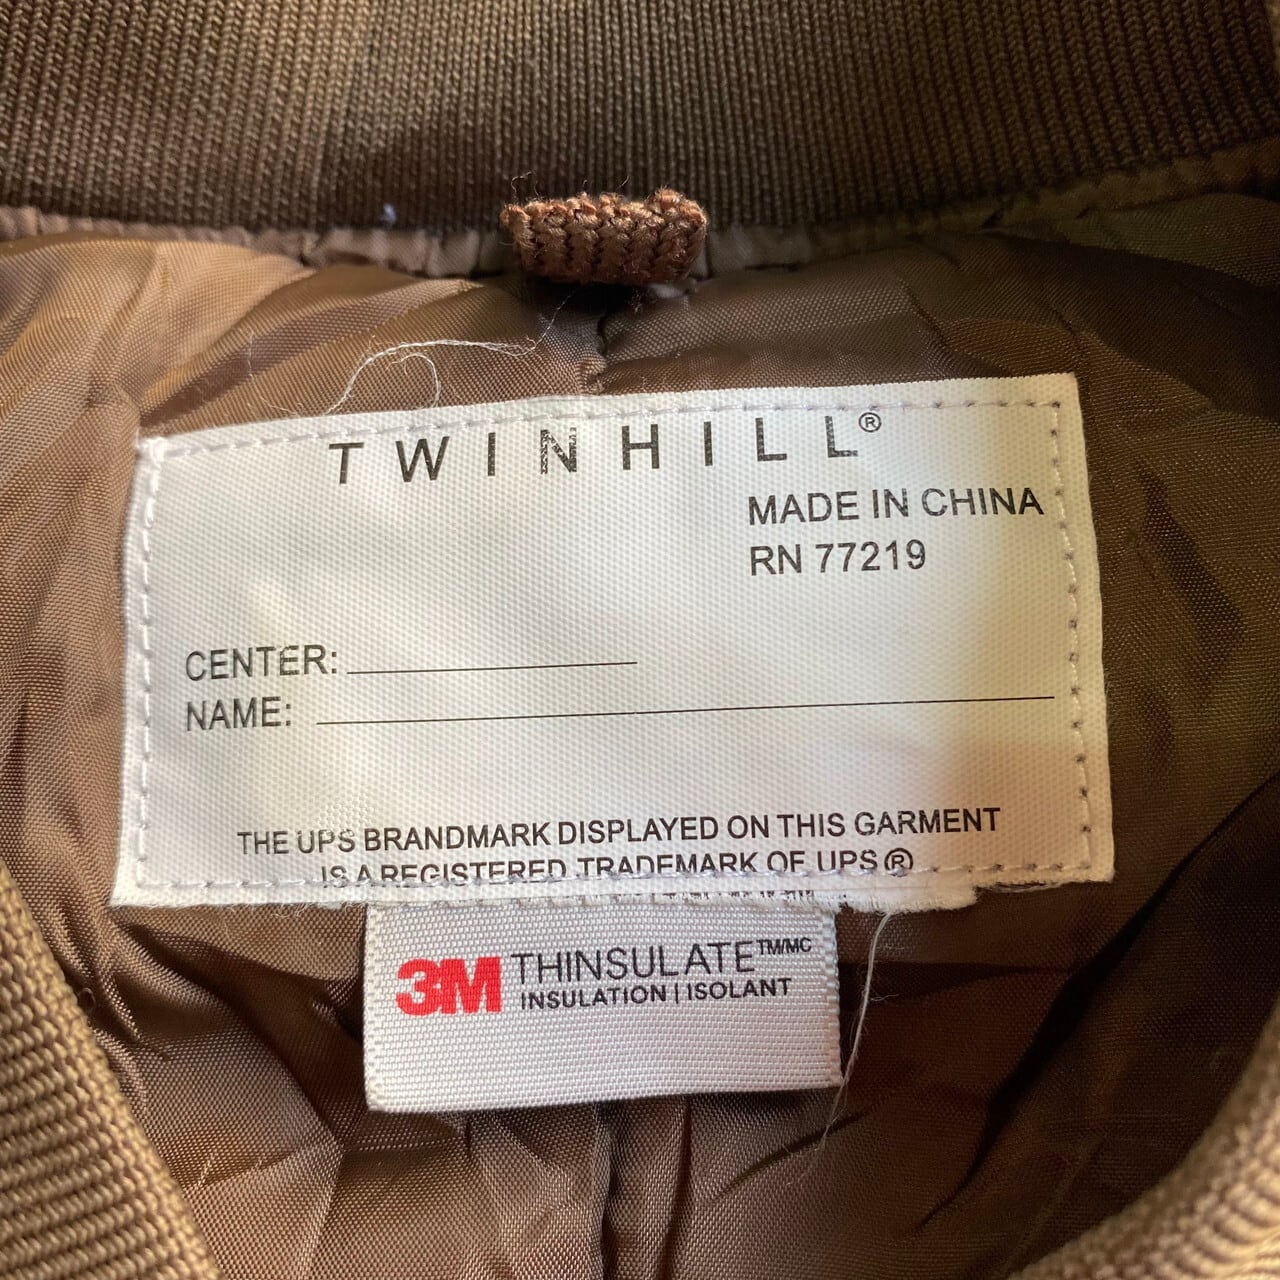 TWINHILL®
MADE IN CHINA
RN 77219
CENTER:
NAME:
THE UPS BRANDMARK DISPLAYED ON THIS GARMENT
IS A REGISTERED TRADEMARK OF UPS®
3M THINSULATE™/MC
INSULATION | ISOLANT